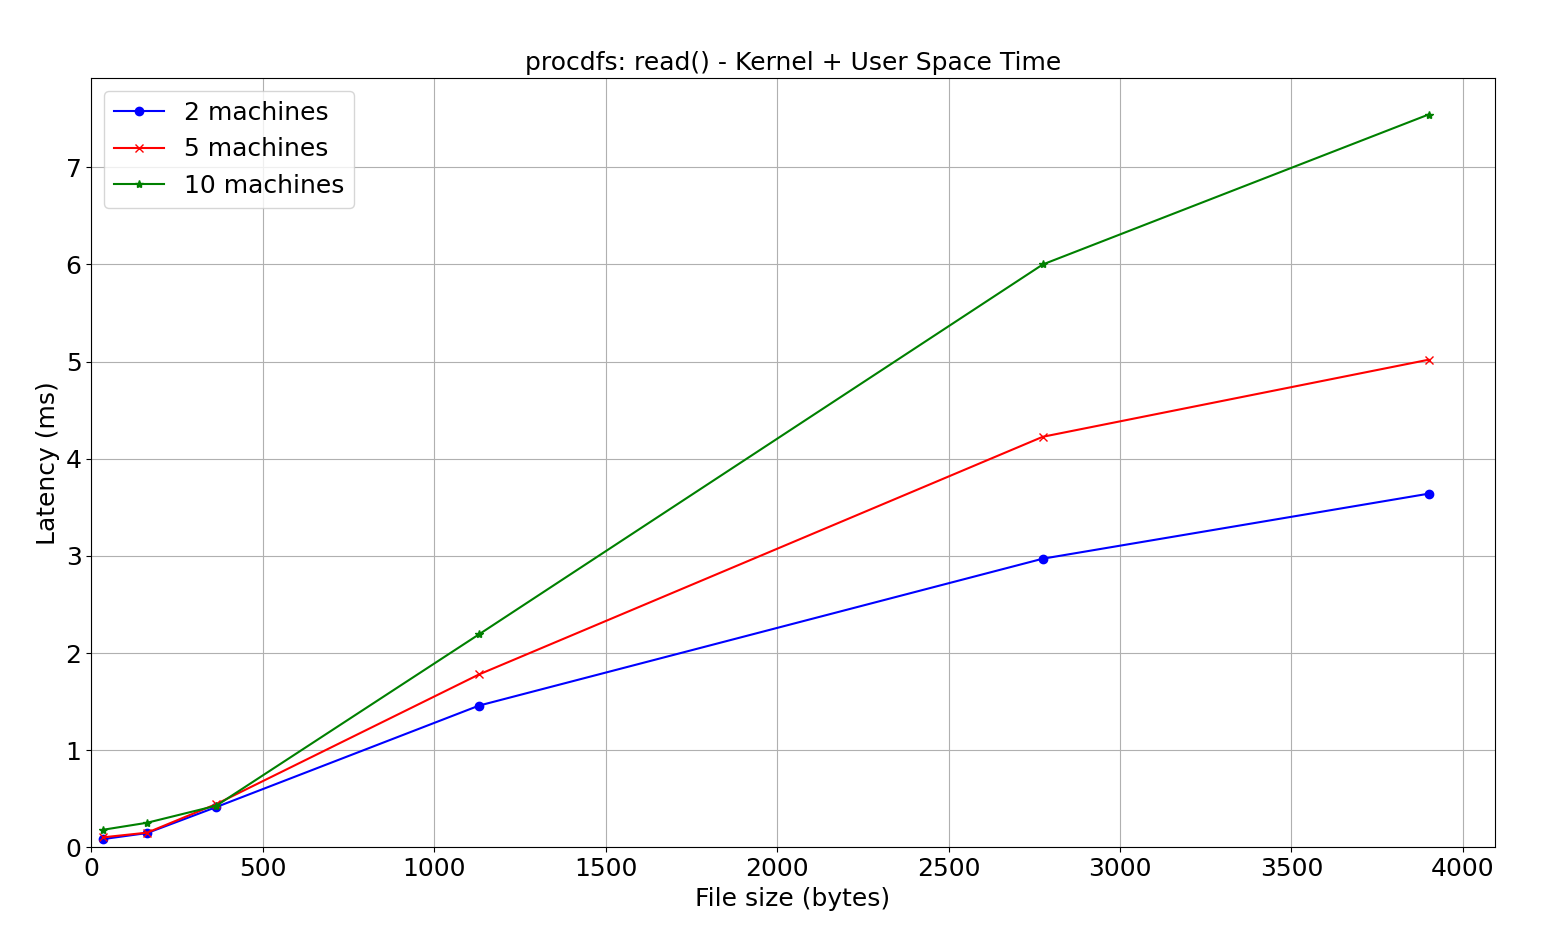 procdfs: read() - Kernel + User Space Time
2 machines
5 machines
10 machines
7
6
5
4
3
2
1
0
Latency (ms)
0 500 1000 1500 2000 2500 3000 3500 4000
File size (bytes)